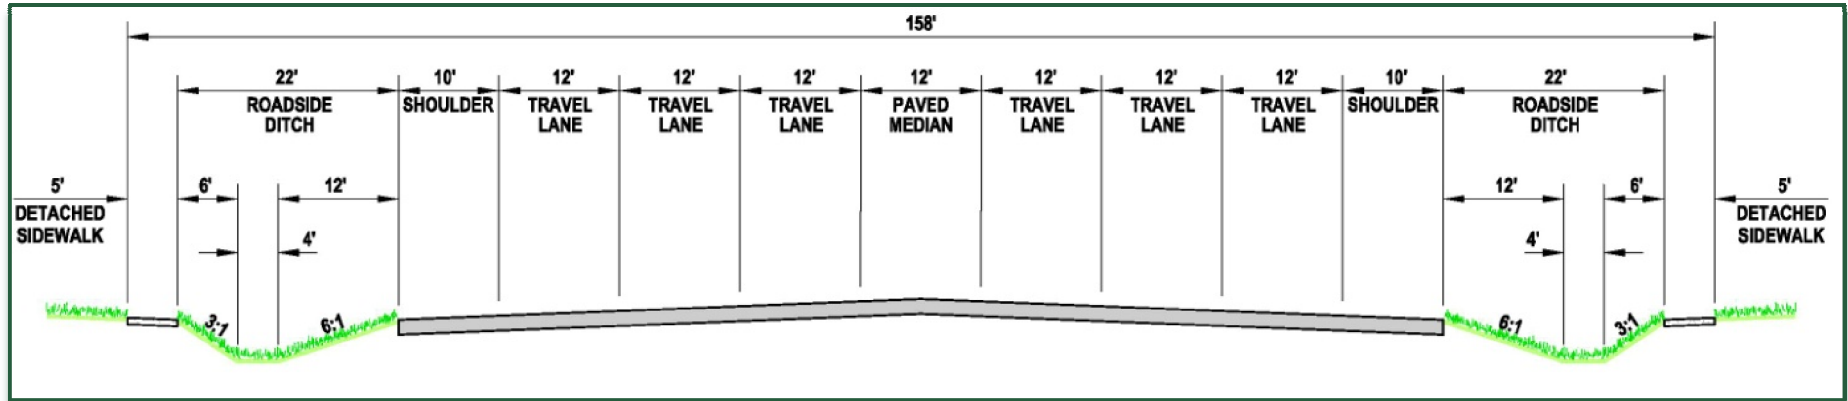 158'
22' 10' 12' 12' 12' 12' 12' 12' 12' 10' 22'
ROADSIDE SHOULDER TRAVEL TRAVEL TRAVEL PAVED TRAVEL TRAVEL TRAVEL SHOULDER ROADSIDE
DITCH LANE LANE LANE MEDIAN LANE LANE LANE DITCH
5' 6' 12' 12' 6' 5'
DETACHED DETACHED
SIDEWALK 4' 4' SIDEWALK
3:1 6:1 6:1 3:1